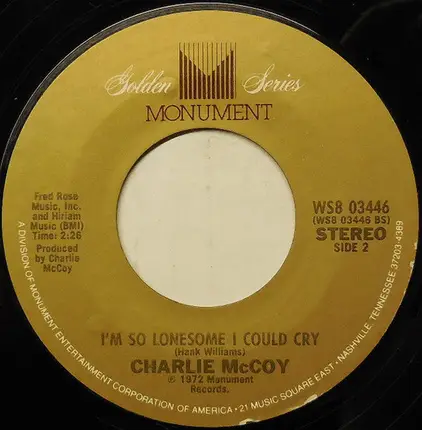 Golden Series
MONUMENT
Fred Rose
Music, Inc.
and Hiriam
Music (BMI)
Time: 2:26
Produced by
Charlie
McCoy
WS8 03446
(WS8 03446 BS)
STEREO
SIDE 2
I'M SO LONESOME I COULD CRY
(Hank Williams)
CHARLIE McCOY
℗ 1972 Monument
Records.
A DIVISION OF MONUMENT ENTERTAINMENT CORPORATION OF AMERICA • 21 MUSIC SQUARE EAST • NASHVILLE, TENNESSEE 37203-4389